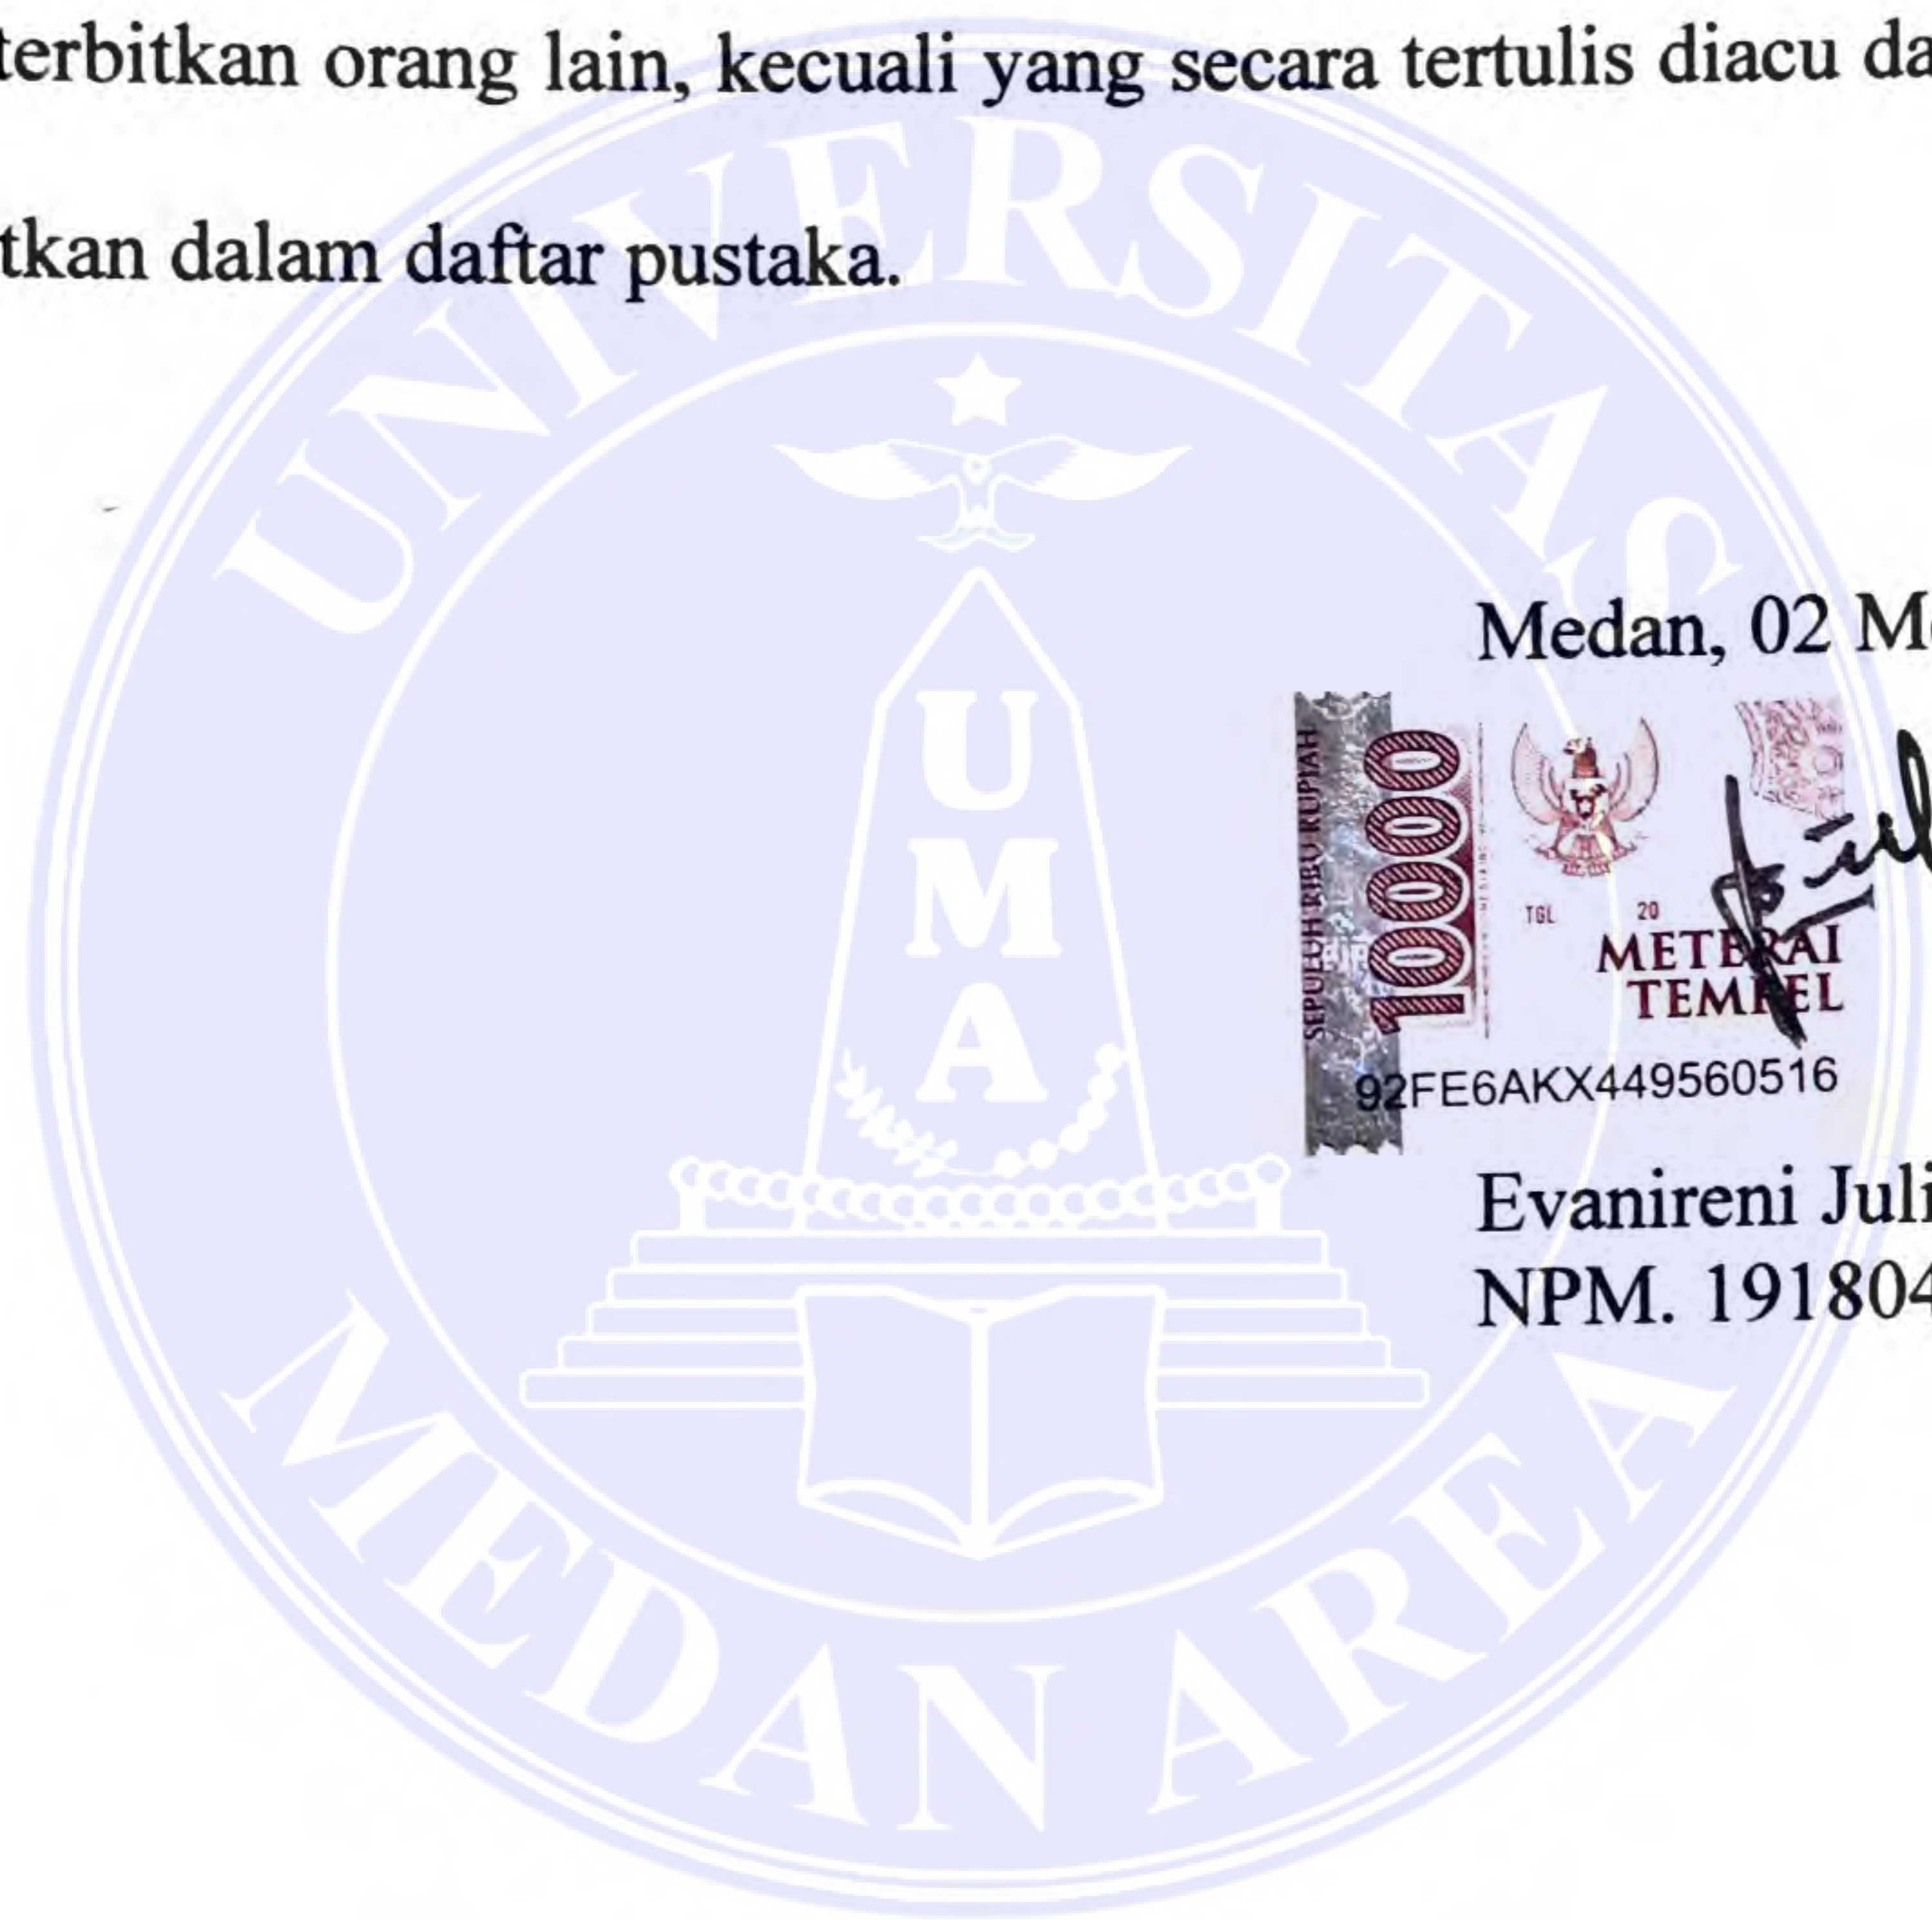 terbitkan orang lain, kecuali yang secara tertulis diacu
tkan dalam daftar pustaka.
UNIVERSITAS
Medan, 02
SEPULUH RIBU RUPIAH
10000
TGL 20
METERAI
TEMPEL
92FE6AKX449560516
UMA
Evanireni Juli
NPM. 191804
MEDAN AREA